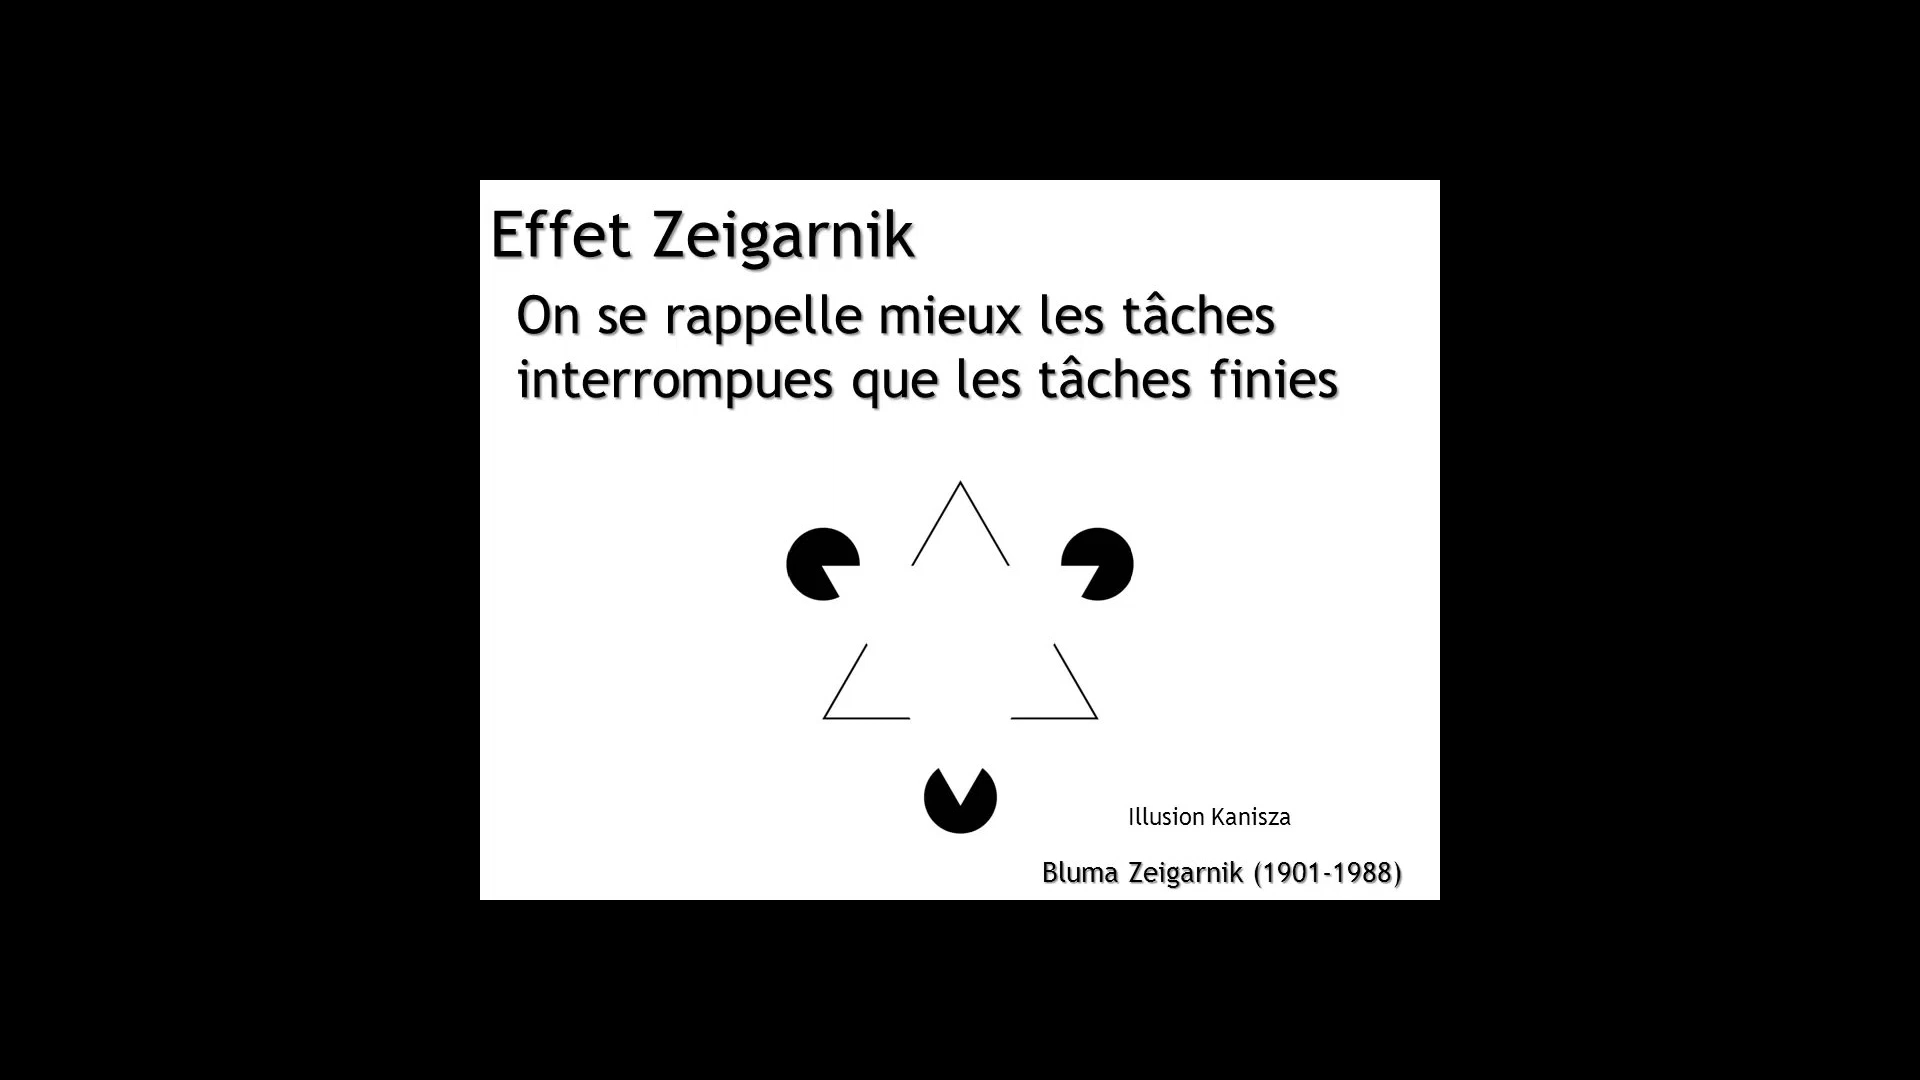 Effet Zeigarnik
On se rappelle mieux les tâches
interrompues que les tâches finies
Illusion Kanisza
Bluma Zeigarnik (1901-1988)